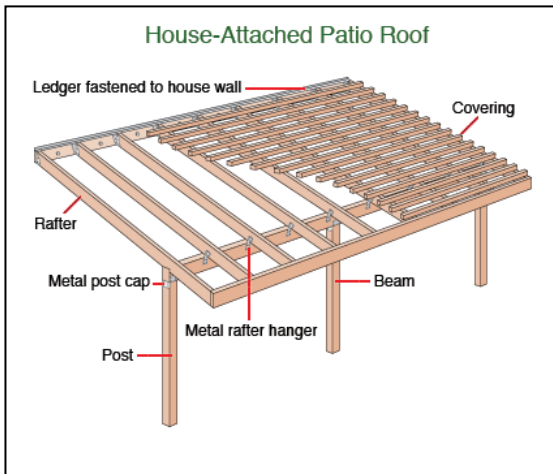 House-Attached Patio Roof
Ledger fastened to house wall
Covering
Rafter
Metal post cap
Beam
Metal rafter hanger
Post